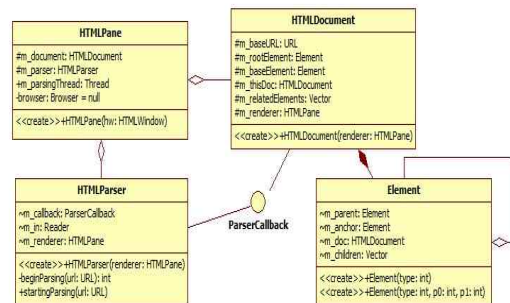 HTMLPane
#m_document: HTMLDocument
#m_parser: HTMLParser
+m_parsingThread: Thread
-browser: Browser = null
<<create>>+HTMLPane(hw: HTMLWindow)
HTMLDocument
#m_baseURL: URL
#m_rootElement: Element
#m_baseElement: Element
#m_thisDoc: HTMLDocument
#m_relatedElements: Vector
#m_renderer: HTMLPane
<<create>>+HTMLDocument(renderer: HTMLPane)
HTMLParser
~m_callback: ParserCallback
~m_in: Reader
~m_renderer: HTMLPane
<<create>>+HTMLParser(renderer: HTMLPane)
-beginParsing(url: URL): int
+startingParsing(url: URL)
ParserCallback
Element
~m_parent: Element
~m_anchor: Element
~m_doc: HTMLDocument
~m_children: Vector
<<create>>+Element(type: int)
<<create>>+Element(type: int, p0: int, p1: int)